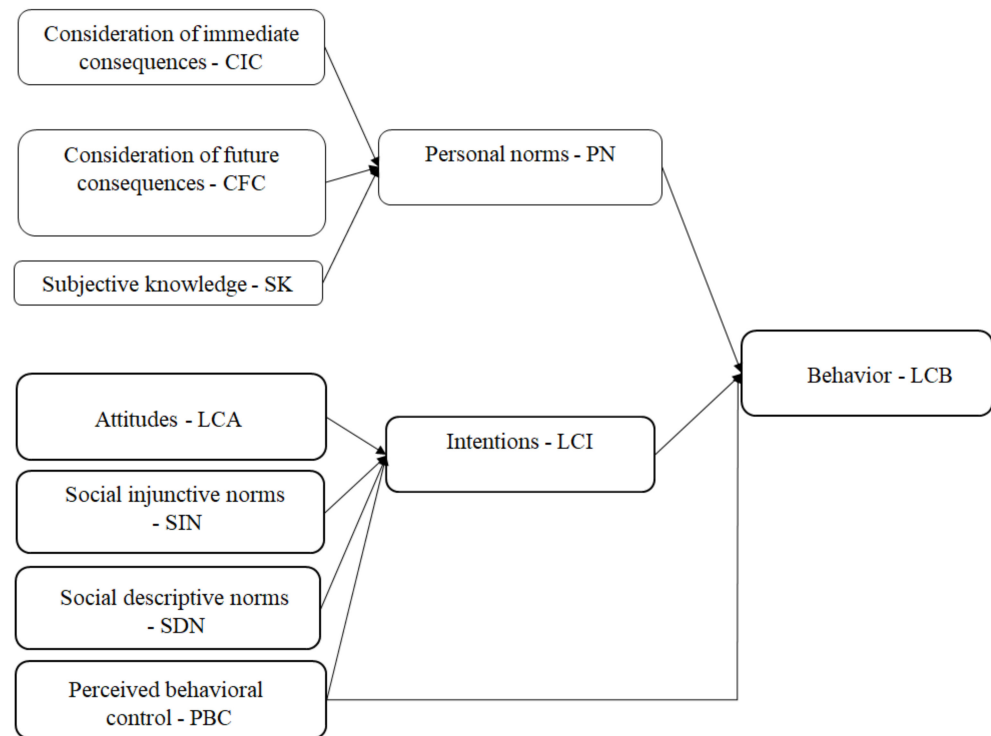 Consideration of immediate
consequences - CIC
Consideration of future
consequences - CFC
Subjective knowledge - SK
Personal norms - PN
Attitudes - LCA
Social injunctive norms
- SIN
Social descriptive norms
- SDN
Perceived behavioral
control - PBC
Intentions - LCI
Behavior - LCB